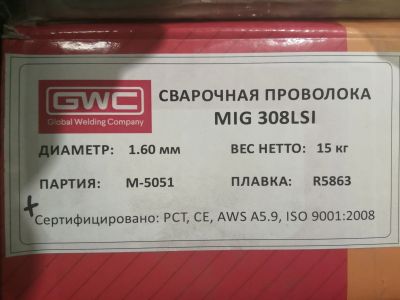 GWC
Global Welding Company
СВАРОЧНАЯ ПРОВОЛОКА
MIG 308LSI
ДИАМЕТР: 1.60 мм ВЕС НЕТТО: 15 кг
ПАРТИЯ: М-5051 ПЛАВКА: R5863
Сертифицировано: РСТ, CE, AWS A5.9, ISO 9001:2008